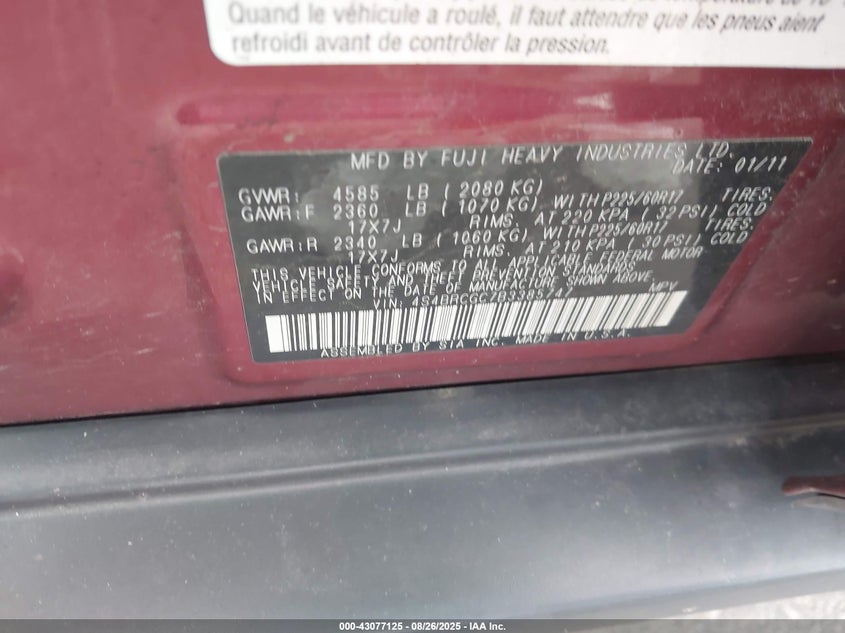 Quand le véhicule a roulé, il faut attendre que les pneus aient
refroidi avant de contrôler la pression.
MFD BY FUJI HEAVY INDUSTRIES LTD.
DATE: 01/11
GVWR: 4585 LB ( 2080 KG)
GAWR:F 2360 LB ( 1070 KG) WITH P225/60R17 TIRES.
17X7J RIMS. AT 220 KPA ( 32 PSI) COLD
GAWR:R 2340 LB ( 1060 KG) WITH P225/60R17 TIRES.
17X7J RIMS. AT 210 KPA ( 30 PSI) COLD
THIS VEHICLE CONFORMS TO ALL APPLICABLE FEDERAL MOTOR
VEHICLE SAFETY AND THEFT PREVENTION STANDARDS
IN EFFECT ON THE DATE OF MANUFACTURE SHOWN ABOVE.
VIN: MPV
ASSEMBLED BY SIA INC. MADE IN U.S.A.
000-43077125 - 08/26/2025 - IAA Inc.